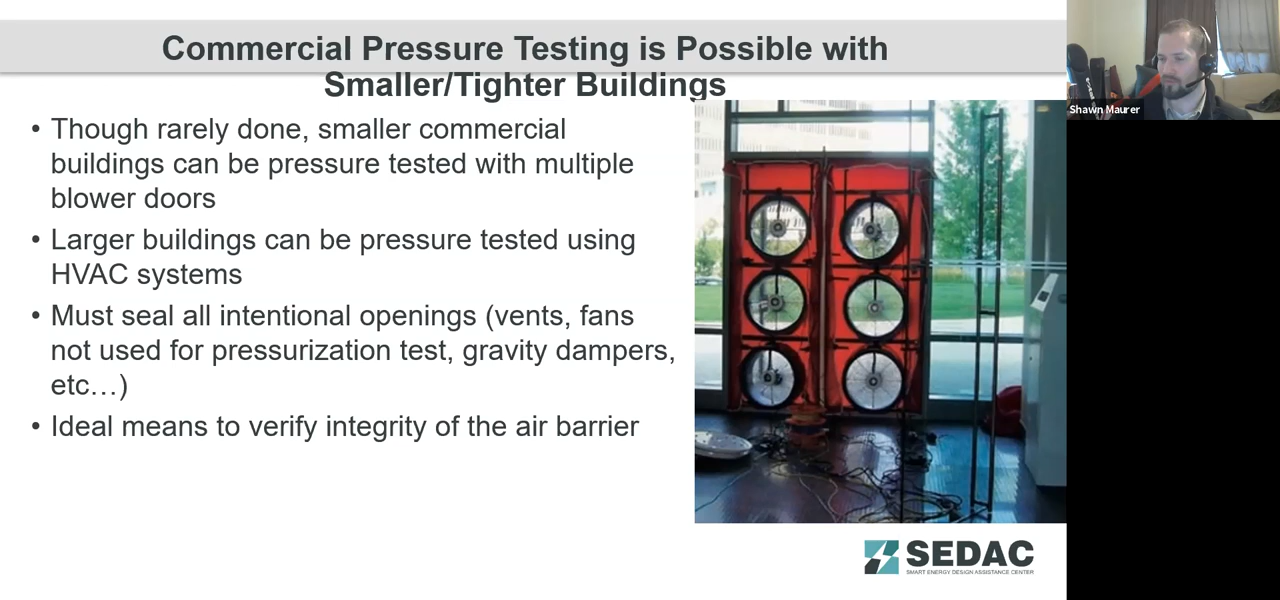 Commercial Pressure Testing is Possible with
Smaller/Tighter Buildings
Shawn Maurer
• Though rarely done, smaller commercial
buildings can be pressure tested with multiple
blower doors
• Larger buildings can be pressure tested using
HVAC systems
• Must seal all intentional openings (vents, fans
not used for pressurization test, gravity dampers,
etc…)
• Ideal means to verify integrity of the air barrier
SEDAC
SMART ENERGY DESIGN ASSISTANCE CENTER